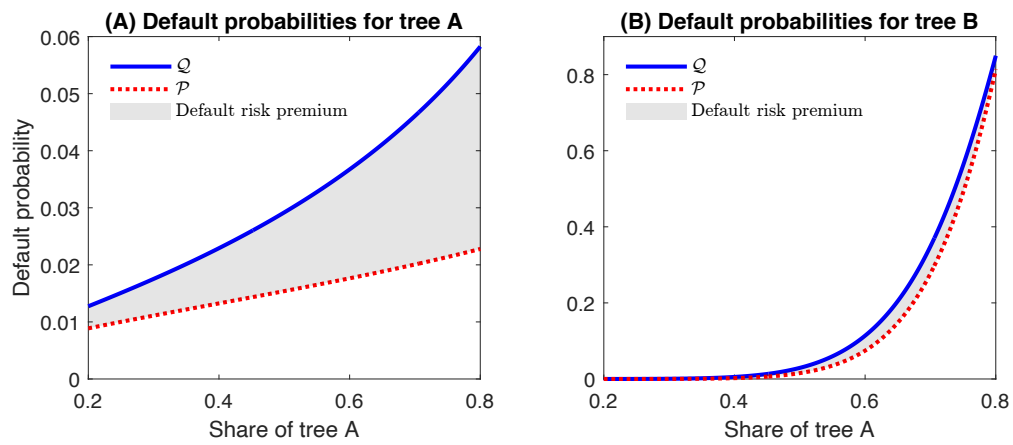 (A) Default probabilities for tree A
Default probability
0.06
0.05
0.04
0.03
0.02
0.01
0
Q
P
Default risk premium
0.2 0.4 0.6 0.8
Share of tree A
(B) Default probabilities for tree B
0.8
0.6
0.4
0.2
0
Q
P
Default risk premium
0.2 0.4 0.6 0.8
Share of tree A